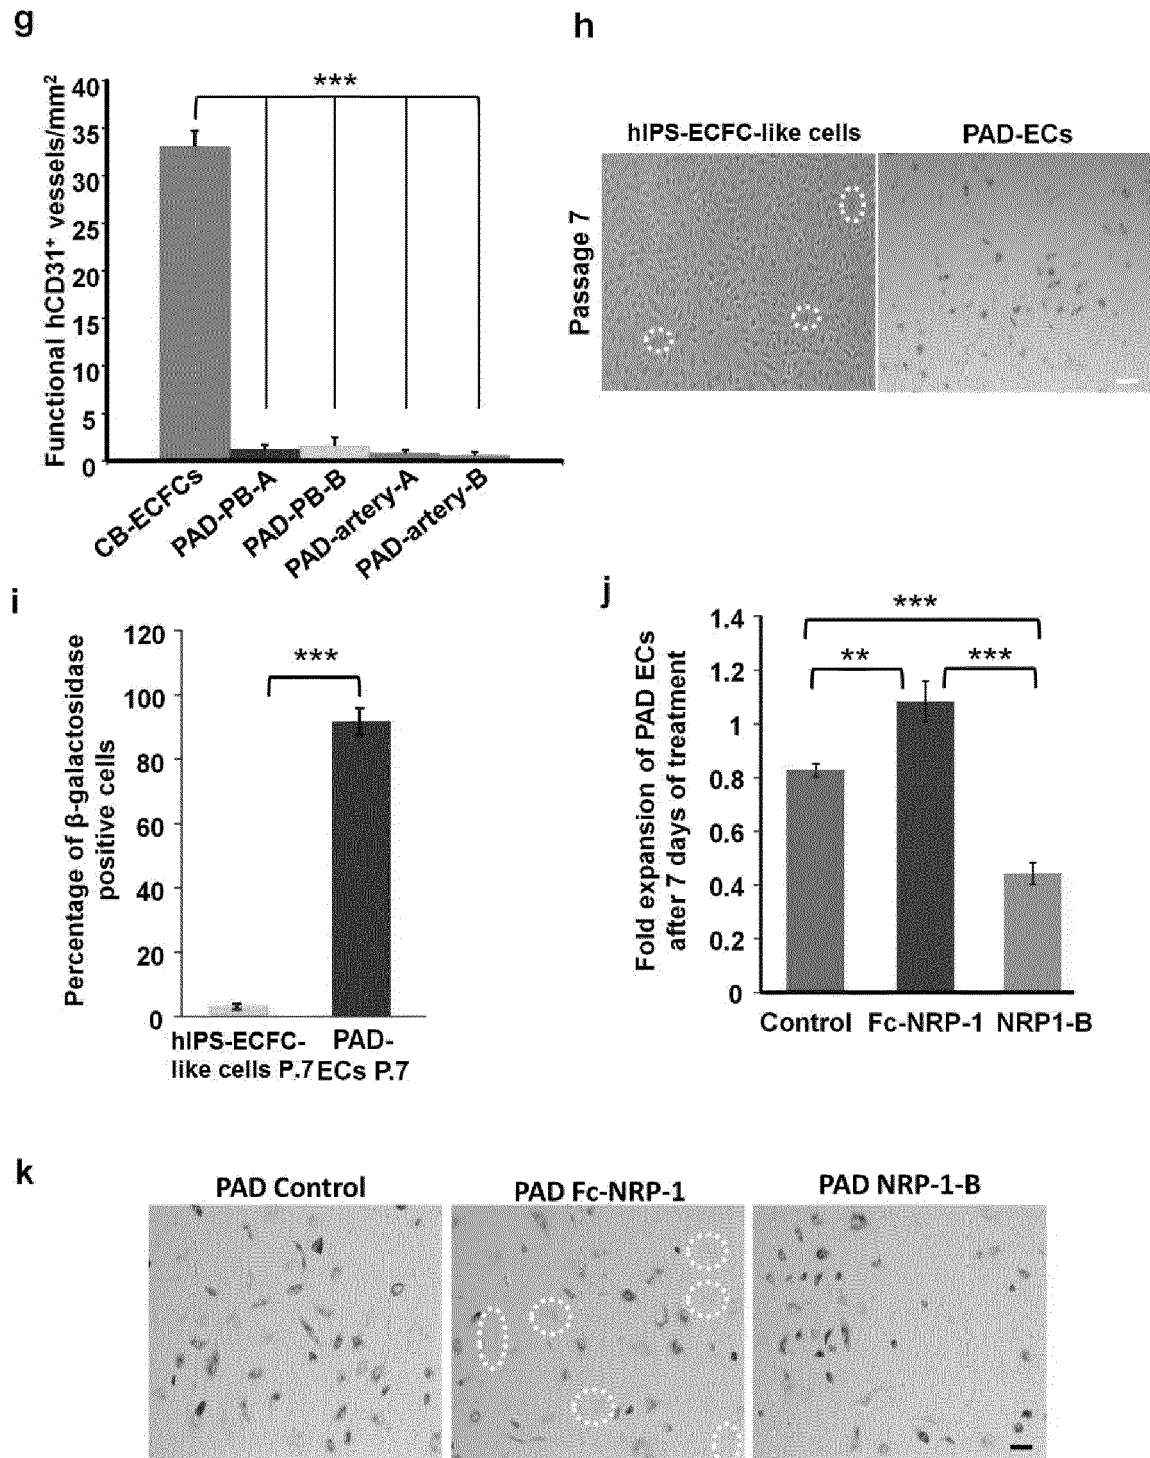 g
Functional hCD31⁺ vessels/mm²
40
35
30
25
20
15
10
5
0
***
CB-ECFCs
PAD-PB-A
PAD-PB-B
PAD-artery-A
PAD-artery-B
h
hIPS-ECFC-like cells
PAD-ECs
Passage 7
i
Percentage of β-galactosidase
positive cells
120
100
80
60
40
20
0
***
hIPS-ECFC-
like cells P.7
PAD-
ECs P.7
j
Fold expansion of PAD ECs
after 7 days of treatment
1.4
1.2
1
0.8
0.6
0.4
0.2
0
***
**
***
Control
Fc-NRP-1
NRP1-B
k
PAD Control
PAD Fc-NRP-1
PAD NRP-1-B